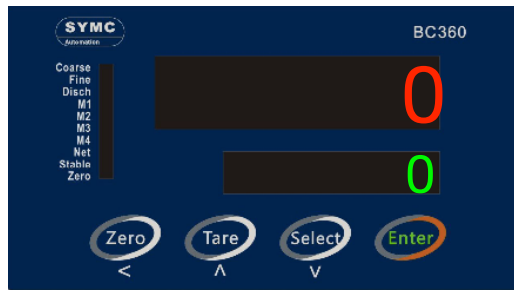 SYMC
Automation
BC360
Coarse
Fine
Disch
M1
M2
M3
M4
Net
Stable
Zero
0
0
Zero
Tare
Select
Enter
<
Λ
V